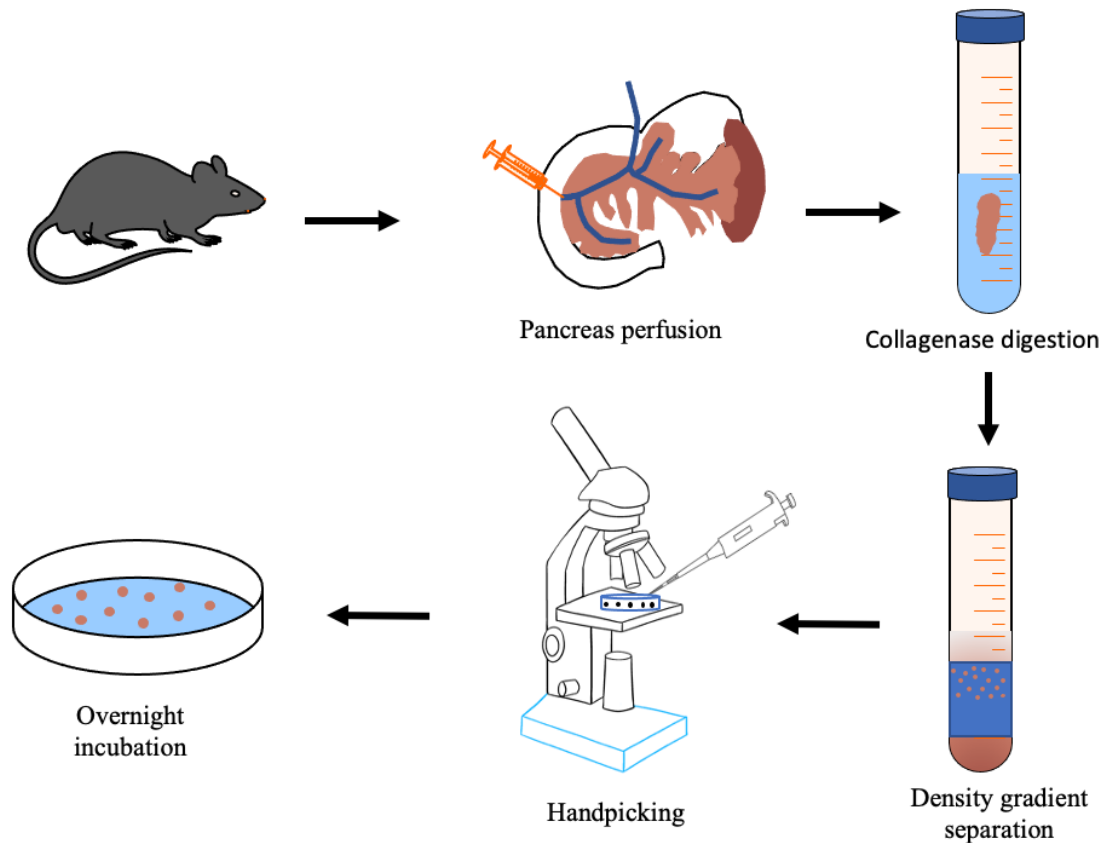 Pancreas perfusion
Collagenase digestion
Overnight
incubation
Handpicking
Density gradient
separation